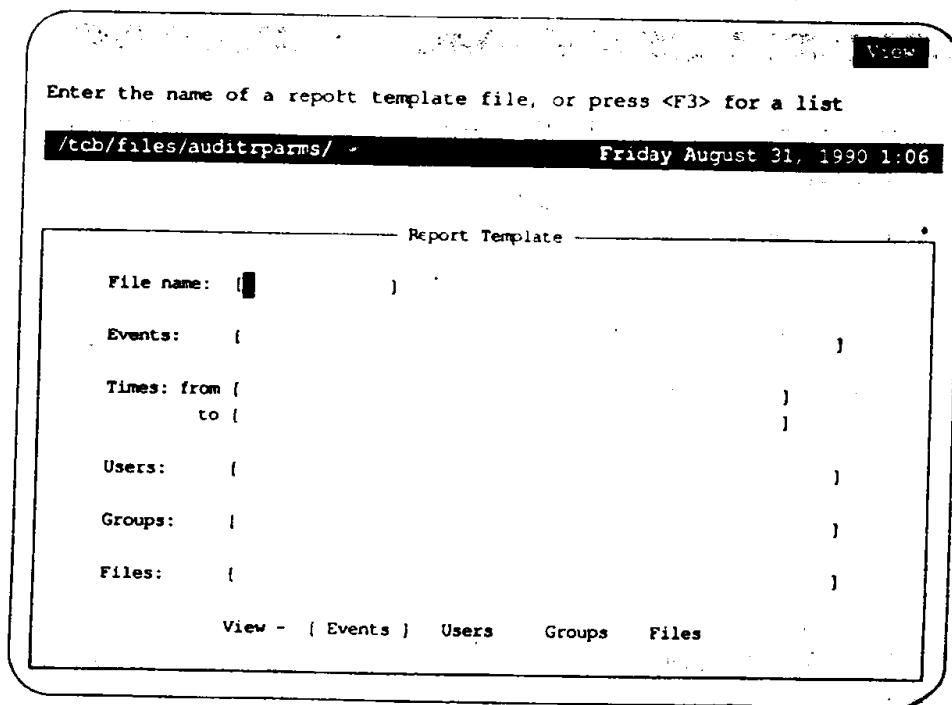 View
Enter the name of a report template file, or press <F3> for a list
/tcb/files/auditrparms/ Friday August 31, 1990 1:06
Report Template
File name: [ ]
Events: [ ]
Times: from [ ]
to [ ]
Users: [ ]
Groups: [ ]
Files: [ ]
View - [ Events ] Users Groups Files